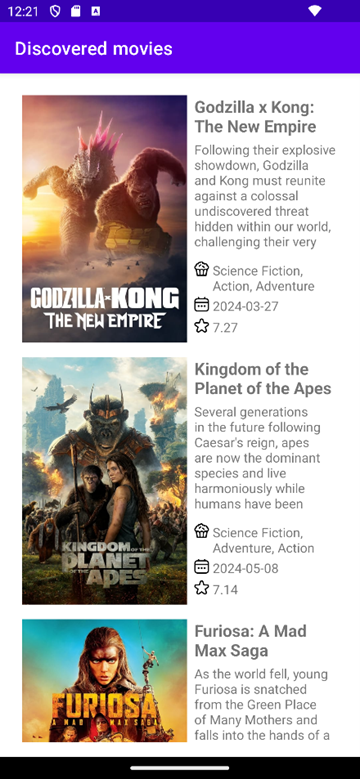 12:21
Discovered movies
GODZILLA x KONG
THE NEW EMPIRE
Godzilla x Kong:
The New Empire
Following their explosive
showdown, Godzilla
and Kong must reunite
against a colossal
undiscovered threat
hidden within our world,
challenging their very
Science Fiction,
Action, Adventure
2024-03-27
7.27
KINGDOM OF THE
PLANET
OF THE APES
Kingdom of the
Planet of the Apes
Several generations
in the future following
Caesar's reign, apes
are now the dominant
species and live
harmoniously while
humans have been
Science Fiction,
Adventure, Action
2024-05-08
7.14
FURIOSA
A MAD MAX SAGA
Furiosa: A Mad
Max Saga
As the world fell, young
Furiosa is snatched
from the Green Place
of Many Mothers and
falls into the hands of a